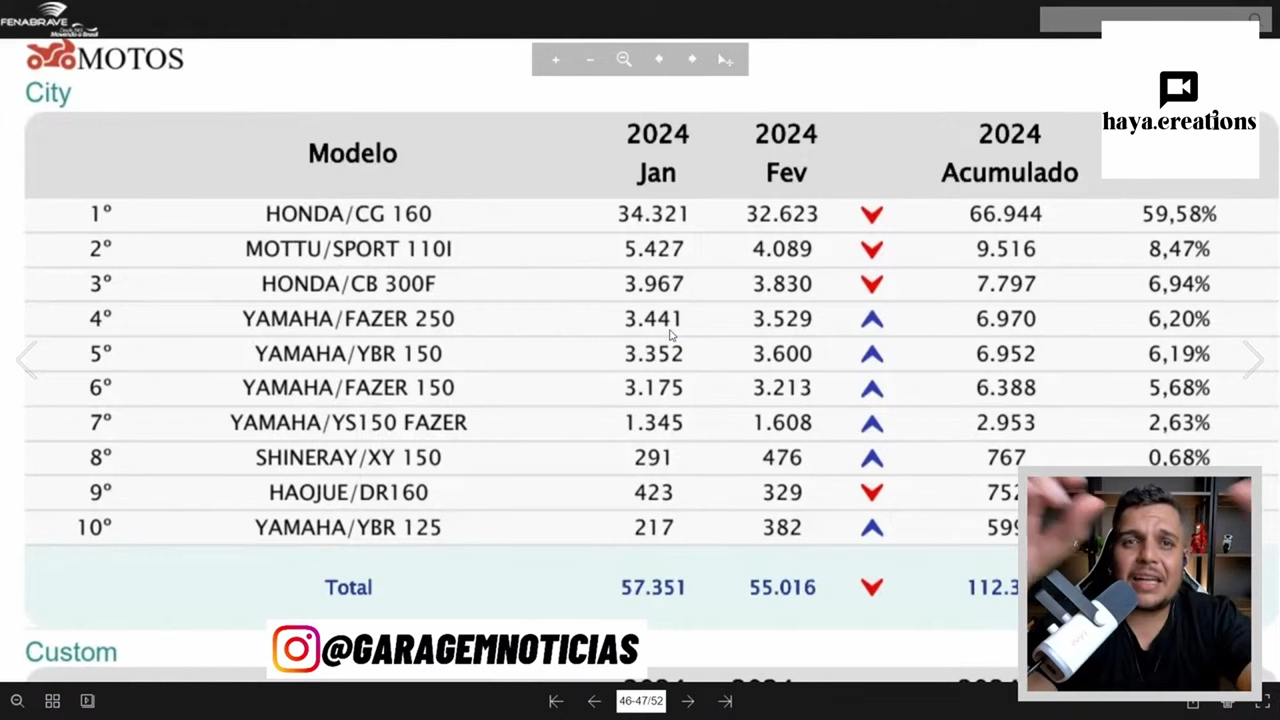 FENABRAVE
MOTOS
haya.creations
City
Modelo 2024 Jan 2024 Fev 2024 Acumulado
1º HONDA/CG 160 34.321 32.623 66.944 59,58%
2º MOTTU/SPORT 110I 5.427 4.089 9.516 8,47%
3º HONDA/CB 300F 3.967 3.830 7.797 6,94%
4º YAMAHA/FAZER 250 3.441 3.529 6.970 6,20%
5º YAMAHA/YBR 150 3.352 3.600 6.952 6,19%
6º YAMAHA/FAZER 150 3.175 3.213 6.388 5,68%
7º YAMAHA/YS150 FAZER 1.345 1.608 2.953 2,63%
8º SHINERAY/XY 150 291 476 767 0,68%
9º HAOJUE/DR160 423 329 752
10º YAMAHA/YBR 125 217 382 599
Total 57.351 55.016 112.3
@GARAGEMNOTICIAS
Custom
46-47/52